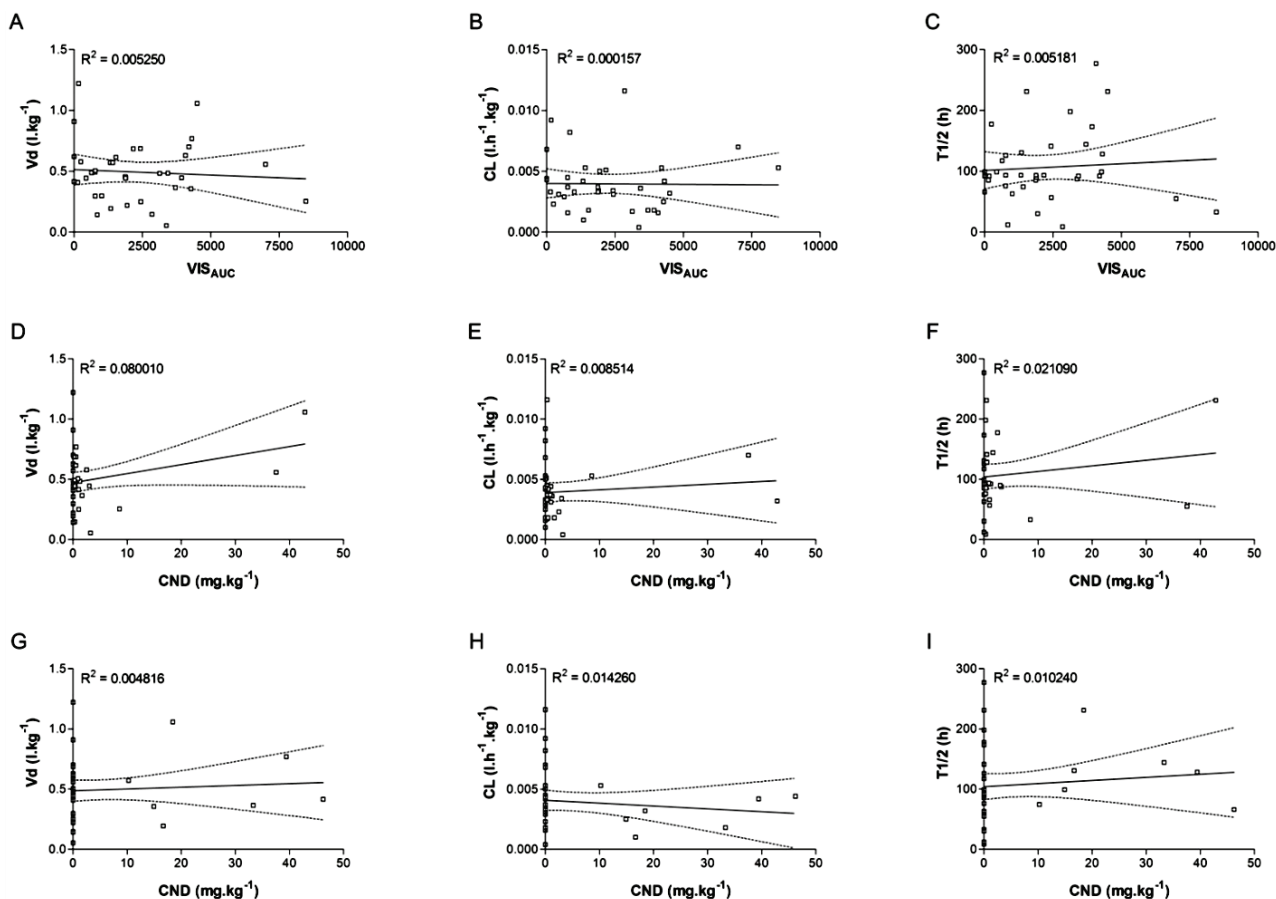 A
R² = 0.005250
Vd (l.kg⁻¹)
1.5
1.0
0.5
0.0
0 2500 5000 7500 10000
VIS_AUC
B
R² = 0.000157
CL (l.h⁻¹.kg⁻¹)
0.015
0.010
0.005
0.000
0 2500 5000 7500 10000
VIS_AUC
C
R² = 0.005181
T1/2 (h)
300
200
100
0
0 2500 5000 7500 10000
VIS_AUC
D
R² = 0.080010
Vd (l.kg⁻¹)
1.5
1.0
0.5
0.0
0 10 20 30 40 50
CND (mg.kg⁻¹)
E
R² = 0.008514
CL (l.h⁻¹.kg⁻¹)
0.015
0.010
0.005
0.000
0 10 20 30 40 50
CND (mg.kg⁻¹)
F
R² = 0.021090
T1/2 (h)
300
200
100
0
0 10 20 30 40 50
CND (mg.kg⁻¹)
G
R² = 0.004816
Vd (l.kg⁻¹)
1.5
1.0
0.5
0.0
0 10 20 30 40 50
CND (mg.kg⁻¹)
H
R² = 0.014260
CL (l.h⁻¹.kg⁻¹)
0.015
0.010
0.005
0.000
0 10 20 30 40 50
CND (mg.kg⁻¹)
I
R² = 0.010240
T1/2 (h)
300
200
100
0
0 10 20 30 40 50
CND (mg.kg⁻¹)